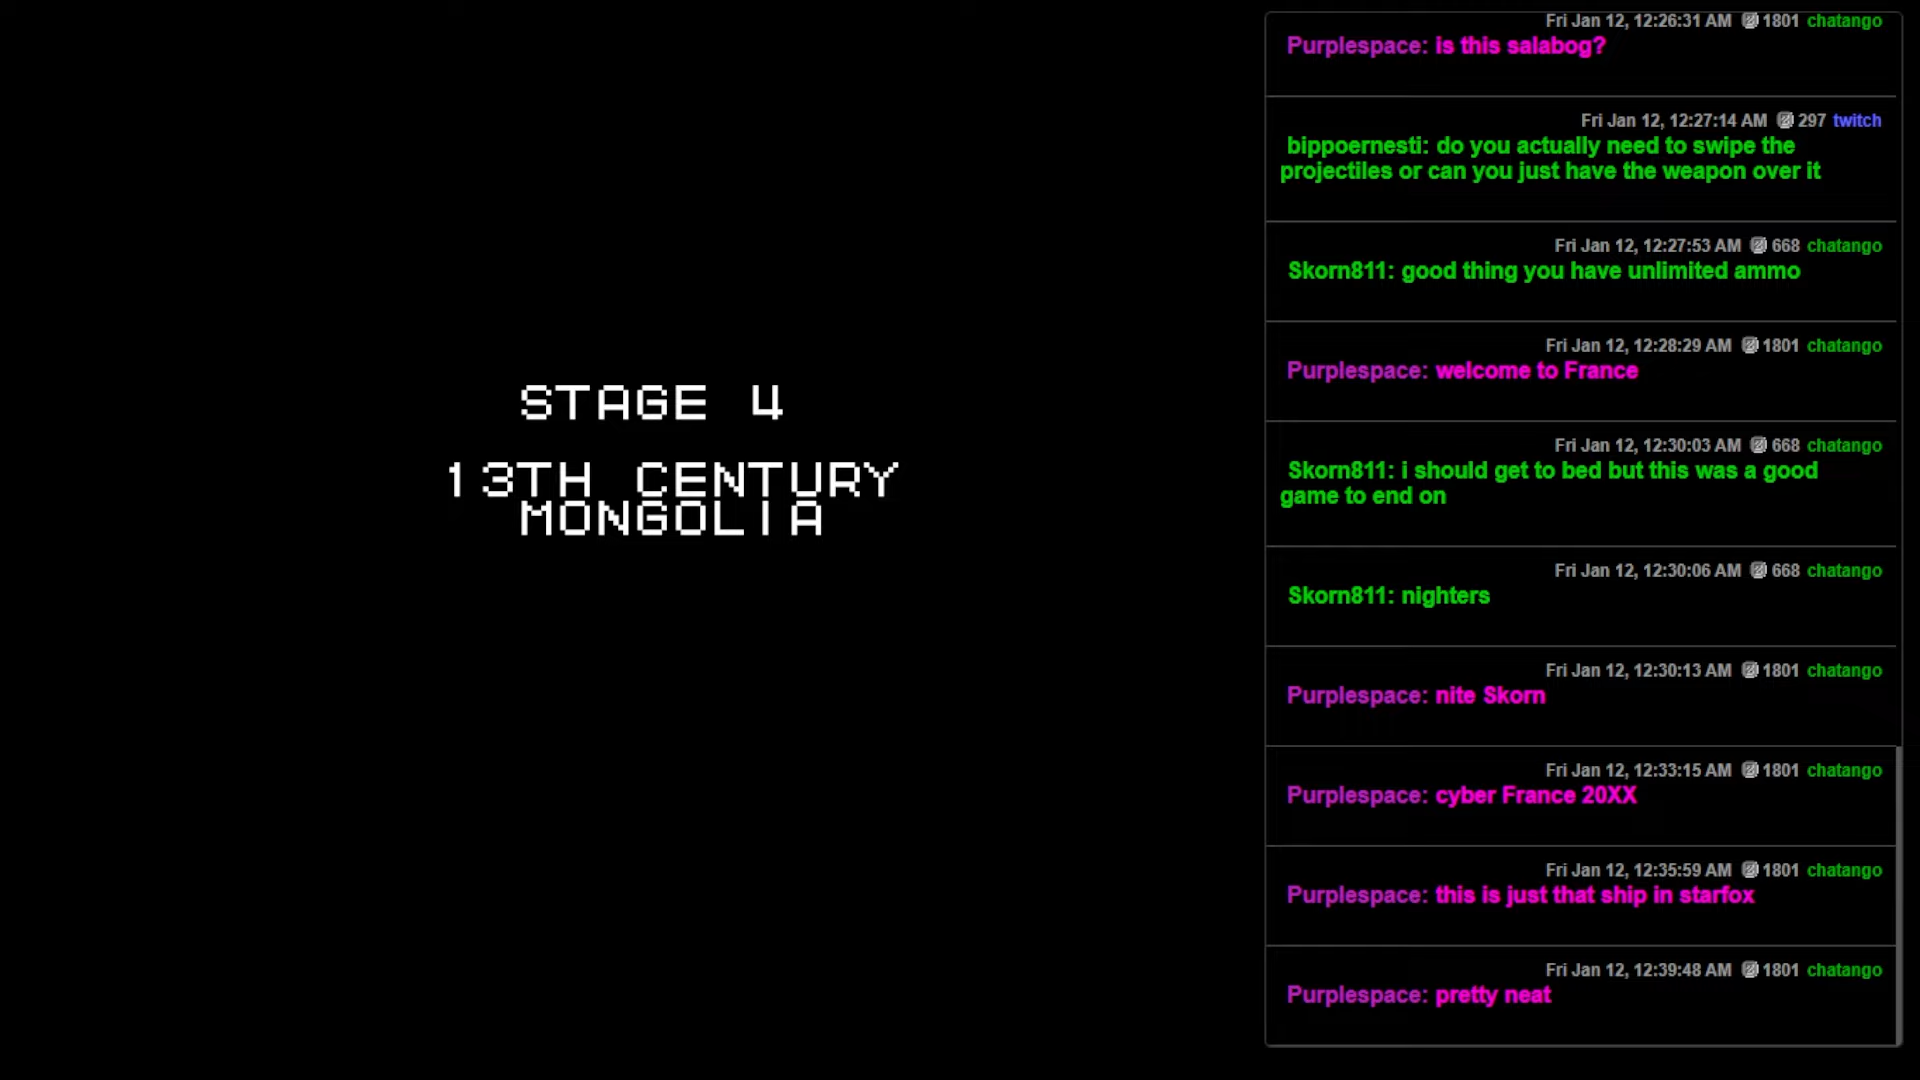 STAGE 4
13TH CENTURY
MONGOLIA
Fri Jan 12, 12:26:31 AM 1801 chatango
Purplespace: is this salabog?
Fri Jan 12, 12:27:14 AM 297 twitch
bippoernesti: do you actually need to swipe the
projectiles or can you just have the weapon over it
Fri Jan 12, 12:27:53 AM 668 chatango
Skorn811: good thing you have unlimited ammo
Fri Jan 12, 12:28:29 AM 1801 chatango
Purplespace: welcome to France
Fri Jan 12, 12:30:03 AM 668 chatango
Skorn811: i should get to bed but this was a good
game to end on
Fri Jan 12, 12:30:06 AM 668 chatango
Skorn811: nighters
Fri Jan 12, 12:30:13 AM 1801 chatango
Purplespace: nite Skorn
Fri Jan 12, 12:33:15 AM 1801 chatango
Purplespace: cyber France 20XX
Fri Jan 12, 12:35:59 AM 1801 chatango
Purplespace: this is just that ship in starfox
Fri Jan 12, 12:39:48 AM 1801 chatango
Purplespace: pretty neat